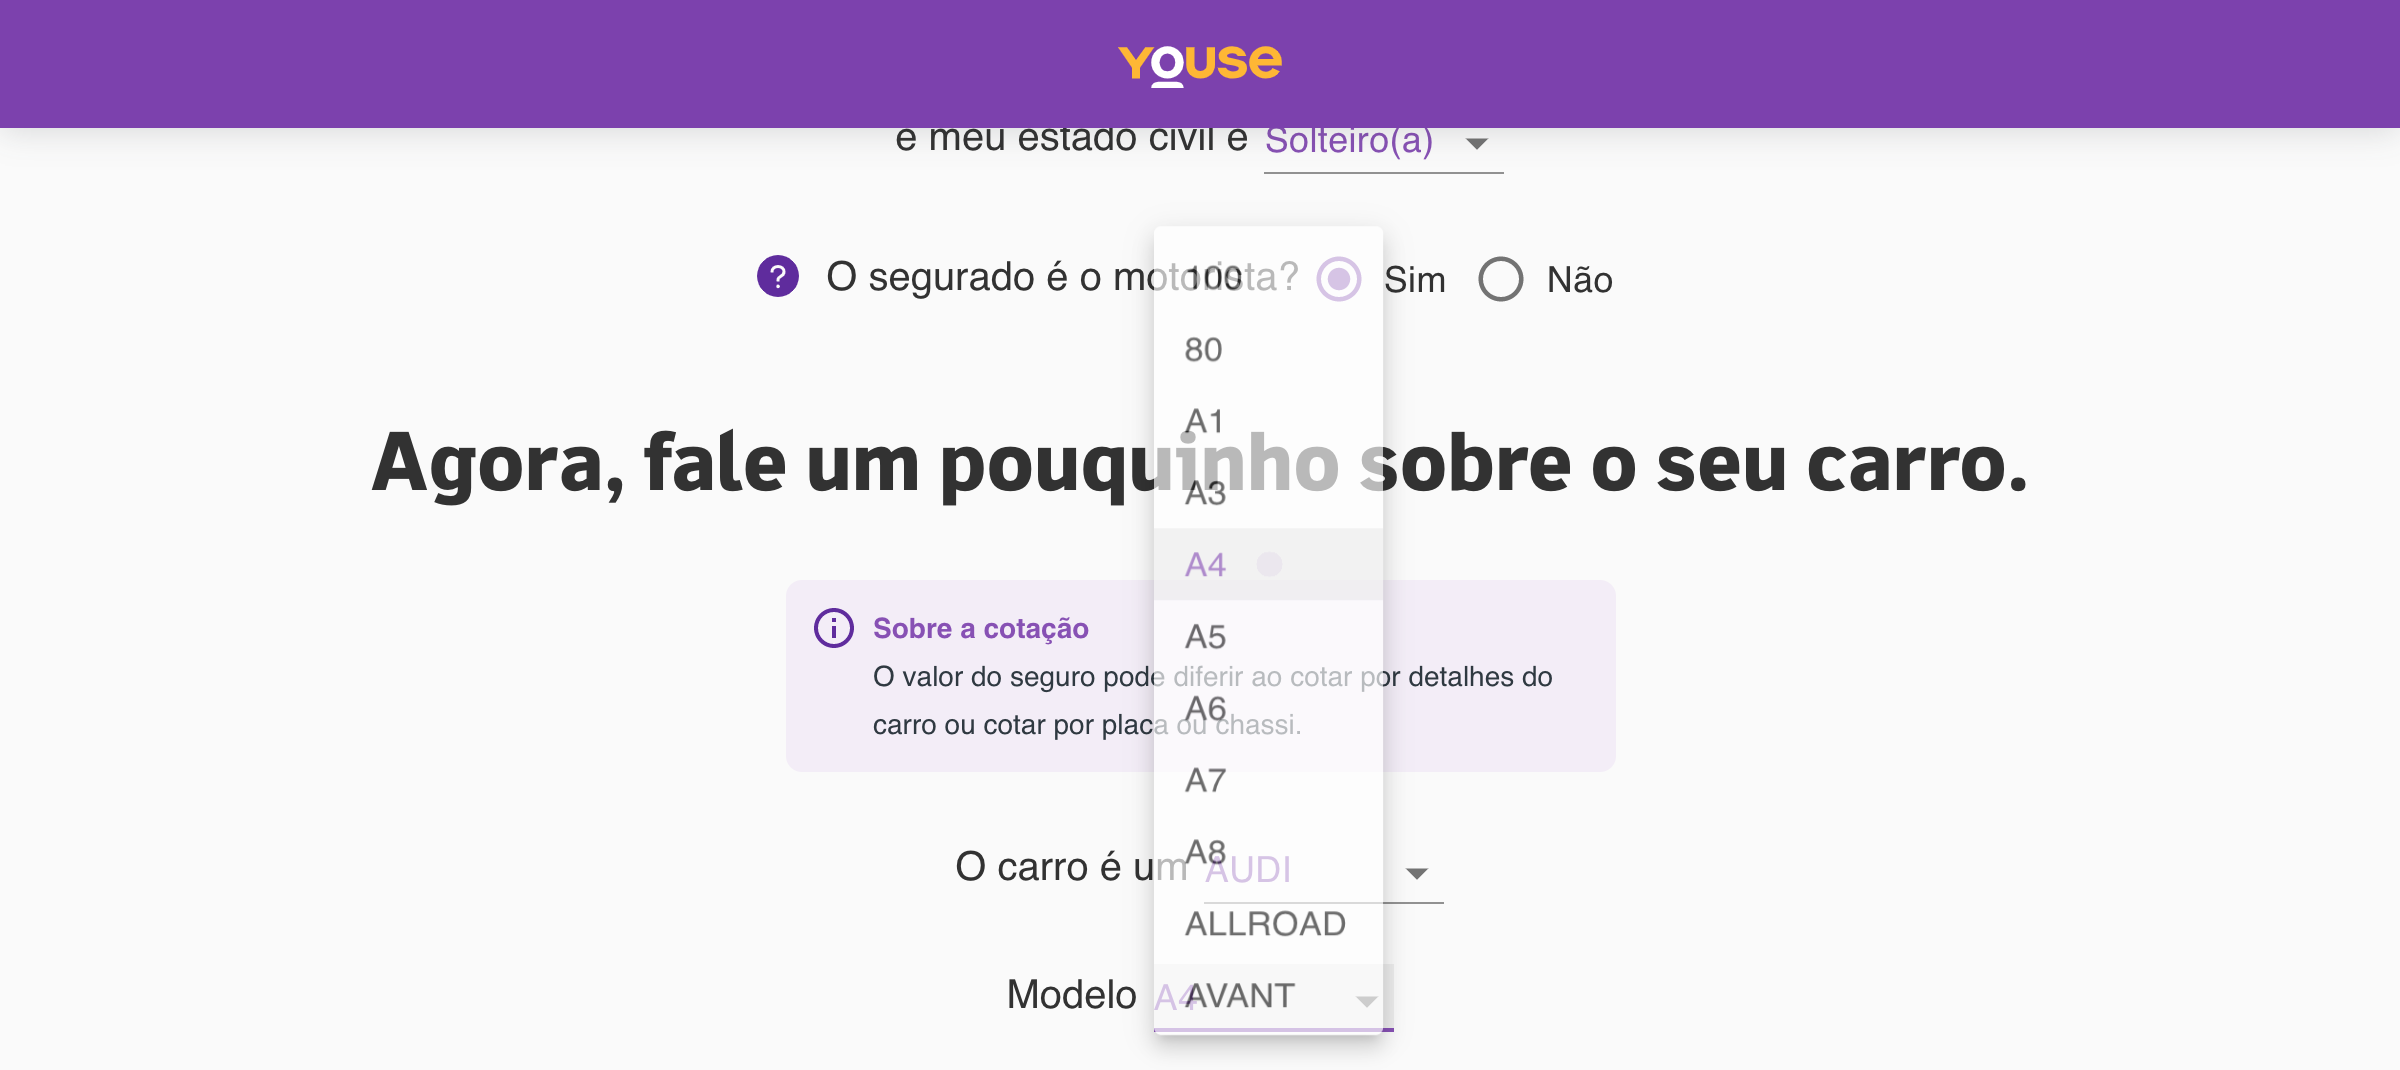 youse
e meu estado civil é Solteiro(a)
? O segurado é o motorista? Sim Não
Agora, fale um pouquinho sobre o seu carro.
Sobre a cotação
O valor do seguro pode diferir ao cotar por detalhes do
carro ou cotar por placa ou chassi.
O carro é um AUDI
Modelo A4
100
80
A1
A3
A4
A5
A6
A7
A8
ALLROAD
AVANT